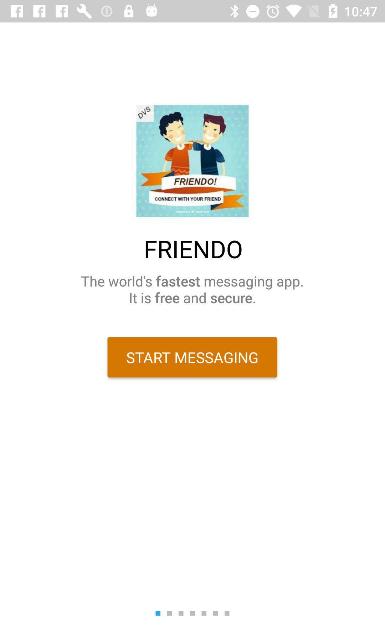 10:47
DVS
FRIENDO!
CONNECT WITH YOUR FRIEND
FRIENDO
The world's fastest messaging app.
It is free and secure.
START MESSAGING